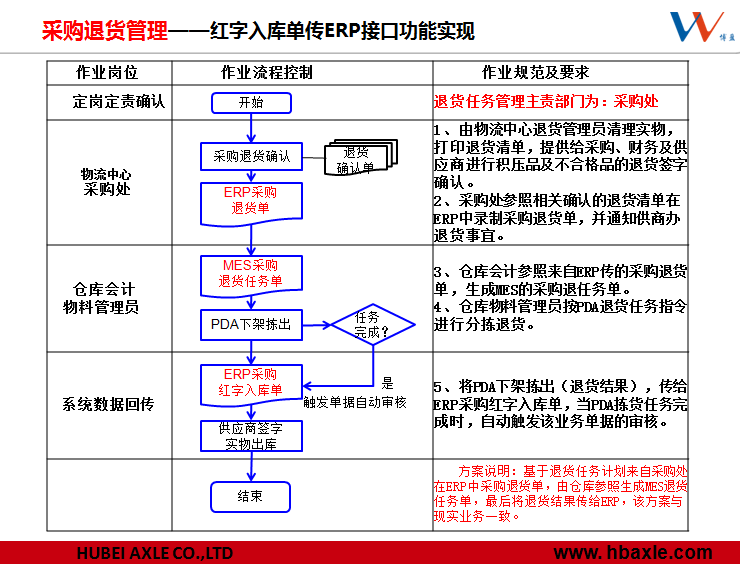 采购退货管理——红字入库单传ERP接口功能实现
博盈
作业岗位
作业流程控制
作业规范及要求
定岗定责确认
开始
退货任务管理主责部门为：采购处
物流中心
采购处
采购退货确认
退货
确认单
ERP采购
退货单
1、由物流中心退货管理员清理实物，
打印退货清单，提供给采购、财务及供
应商进行积压品及不合格品的退货签字
确认。
2、采购处参照相关确认的退货清单在
ERP中录制采购退货单，并通知供商办
退货事宜。
仓库会计
物料管理员
MES采购
退货任务单
PDA下架拣出
任务
完成？
3、仓库会计参照来自ERP传的采购退货
单，生成MES的采购退任务单。
4、仓库物料管理员按PDA退货任务指令
进行分拣退货。
系统数据回传
ERP采购
红字入库单
是
触发单据自动审核
供应商签字
实物出库
5、将PDA下架拣出（退货结果），传给
ERP采购红字入库单，当PDA拣货任务完
成时，自动触发该业务单据的审核。
结束
方案说明：基于退货任务计划来自采购处
在ERP中采购退货单，由仓库参照生成MES退货
任务单，最后将退货结果传给ERP，该方案与
现实业务一致。
HUBEI AXLE CO.,LTD
www. hbaxle.com